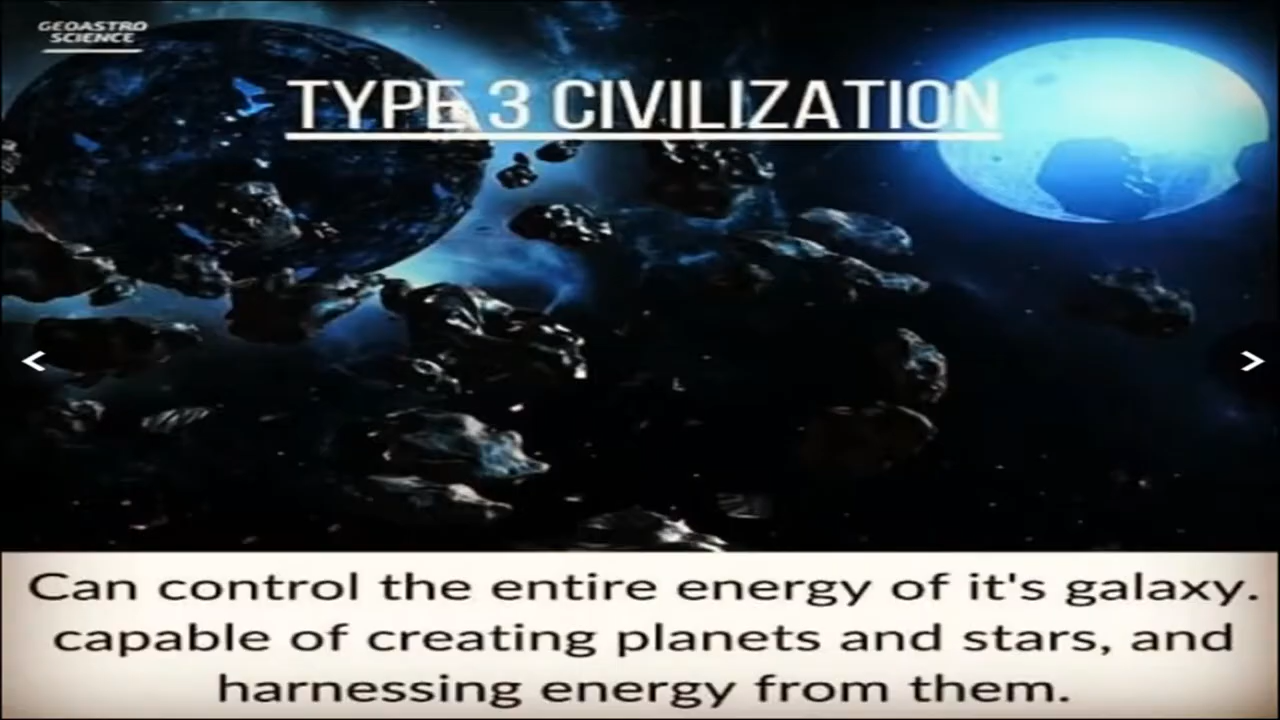 GEOASTRO
SCIENCE
TYPE 3 CIVILIZATION
Can control the entire energy of it's galaxy.
capable of creating planets and stars, and
harnessing energy from them.